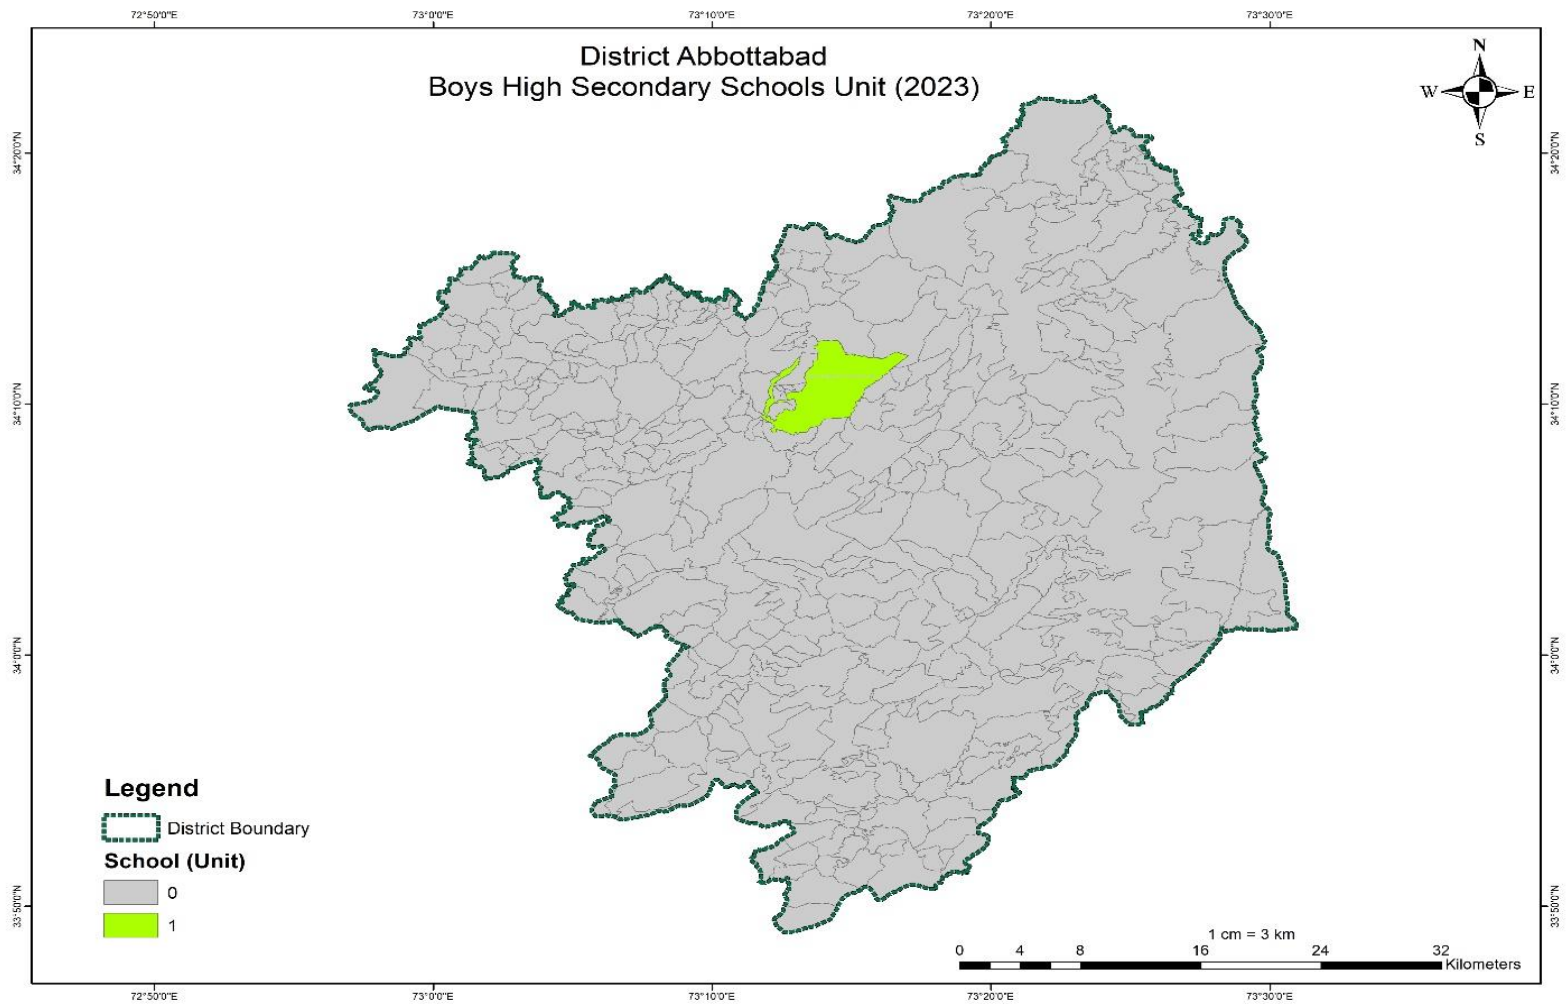 72°50'0"E 73°0'0"E 73°10'0"E 73°20'0"E 73°30'0"E
District Abbottabad
Boys High Secondary Schools Unit (2023)
N
W E
S
34°20'0"N 34°20'0"N
34°10'0"N 34°10'0"N
34°0'0"N 34°0'0"N
33°50'0"N 33°50'0"N
Legend
District Boundary
School (Unit)
0
1
1 cm = 3 km
0 4 8 16 24 32
Kilometers
72°50'0"E 73°0'0"E 73°10'0"E 73°20'0"E 73°30'0"E